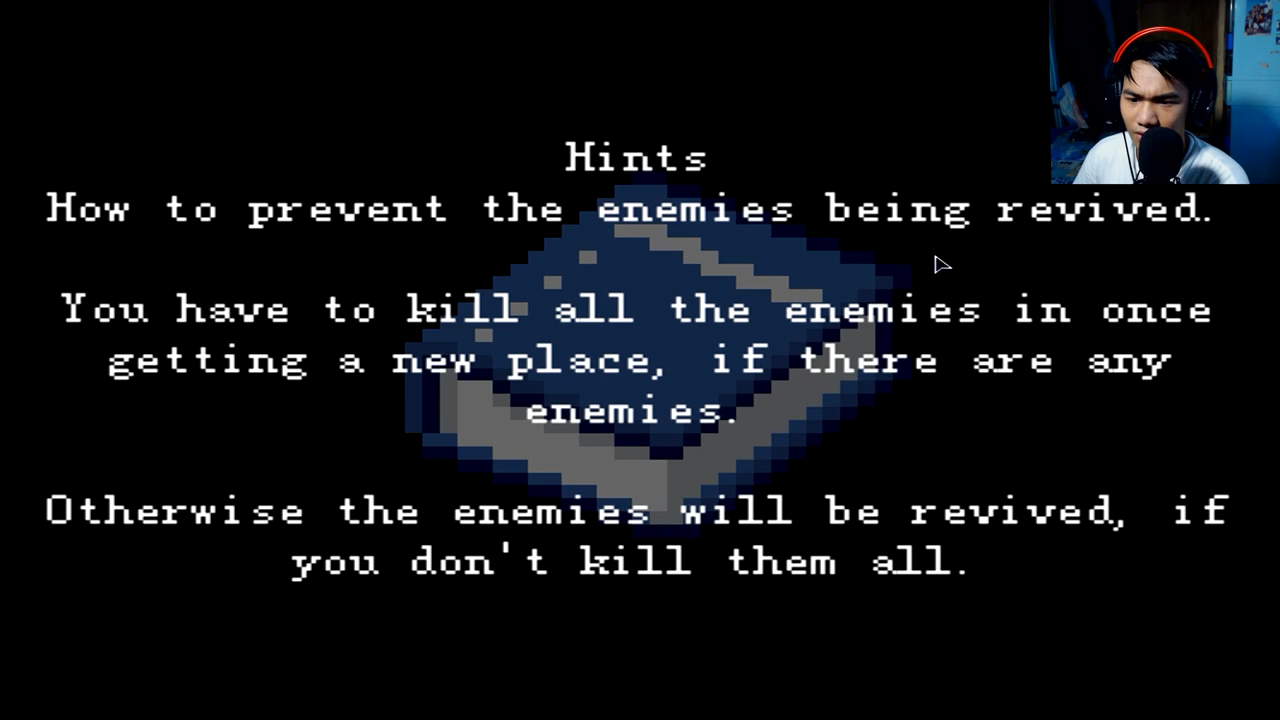 Hints
How to prevent the enemies being revived.
You have to kill all the enemies in once
getting a new place, if there are any
enemies.
Otherwise the enemies will be revived, if
you don't kill them all.